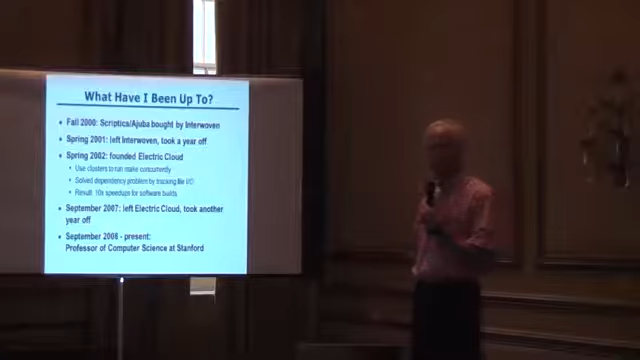 What Have I Been Up To?
• Fall 2000: Scriptics/Ajuba bought by Interwoven
• Spring 2001: left Interwoven, took a year off
• Spring 2002: founded Electric Cloud
• Use clusters to run make concurrently
• Solved dependency problem by tracking file I/O
• Result: 10x speedups for software builds
• September 2007: left Electric Cloud, took another
year off
• September 2008 - present:
Professor of Computer Science at Stanford